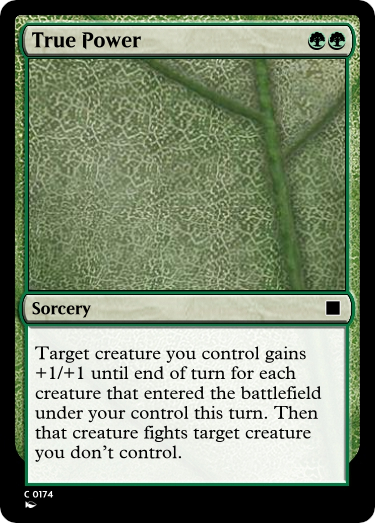 True Power
Sorcery
Target creature you control gains
+1/+1 until end of turn for each
creature that entered the battlefield
under your control this turn. Then
that creature fights target creature
you don't control.
C 0174